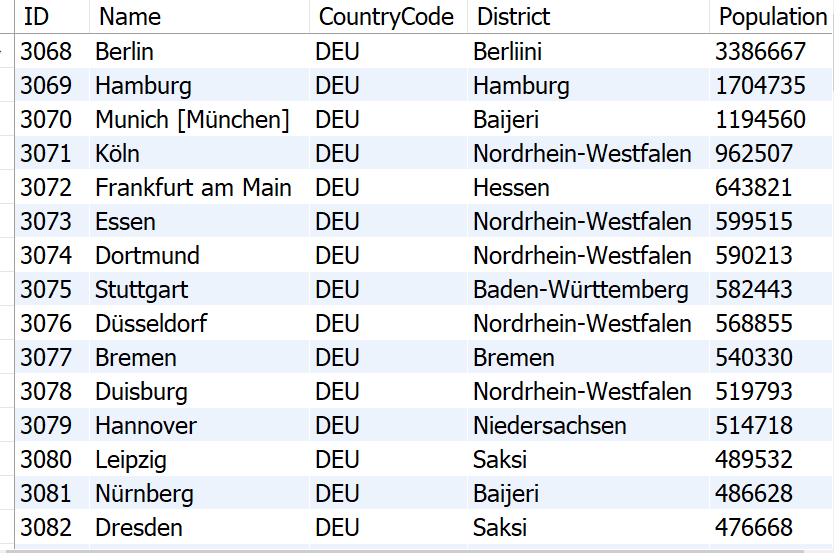 ID Name CountryCode District Population
3068 Berlin DEU Berliini 3386667
3069 Hamburg DEU Hamburg 1704735
3070 Munich [München] DEU Baijeri 1194560
3071 Köln DEU Nordrhein-Westfalen 962507
3072 Frankfurt am Main DEU Hessen 643821
3073 Essen DEU Nordrhein-Westfalen 599515
3074 Dortmund DEU Nordrhein-Westfalen 590213
3075 Stuttgart DEU Baden-Württemberg 582443
3076 Düsseldorf DEU Nordrhein-Westfalen 568855
3077 Bremen DEU Bremen 540330
3078 Duisburg DEU Nordrhein-Westfalen 519793
3079 Hannover DEU Niedersachsen 514718
3080 Leipzig DEU Saksi 489532
3081 Nürnberg DEU Baijeri 486628
3082 Dresden DEU Saksi 476668